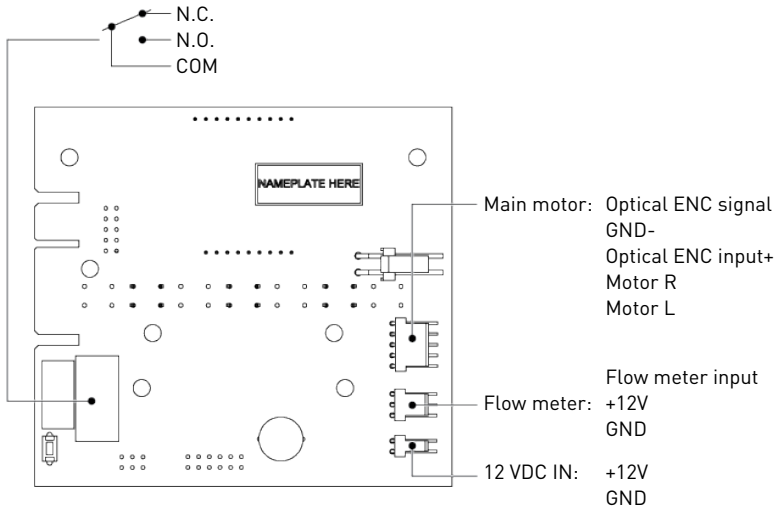 N.C.
N.O.
COM
NAMEPLATE HERE
Main motor: Optical ENC signal
GND-
Optical ENC input+
Motor R
Motor L
Flow meter input
Flow meter: +12V
GND
12 VDC IN: +12V
GND